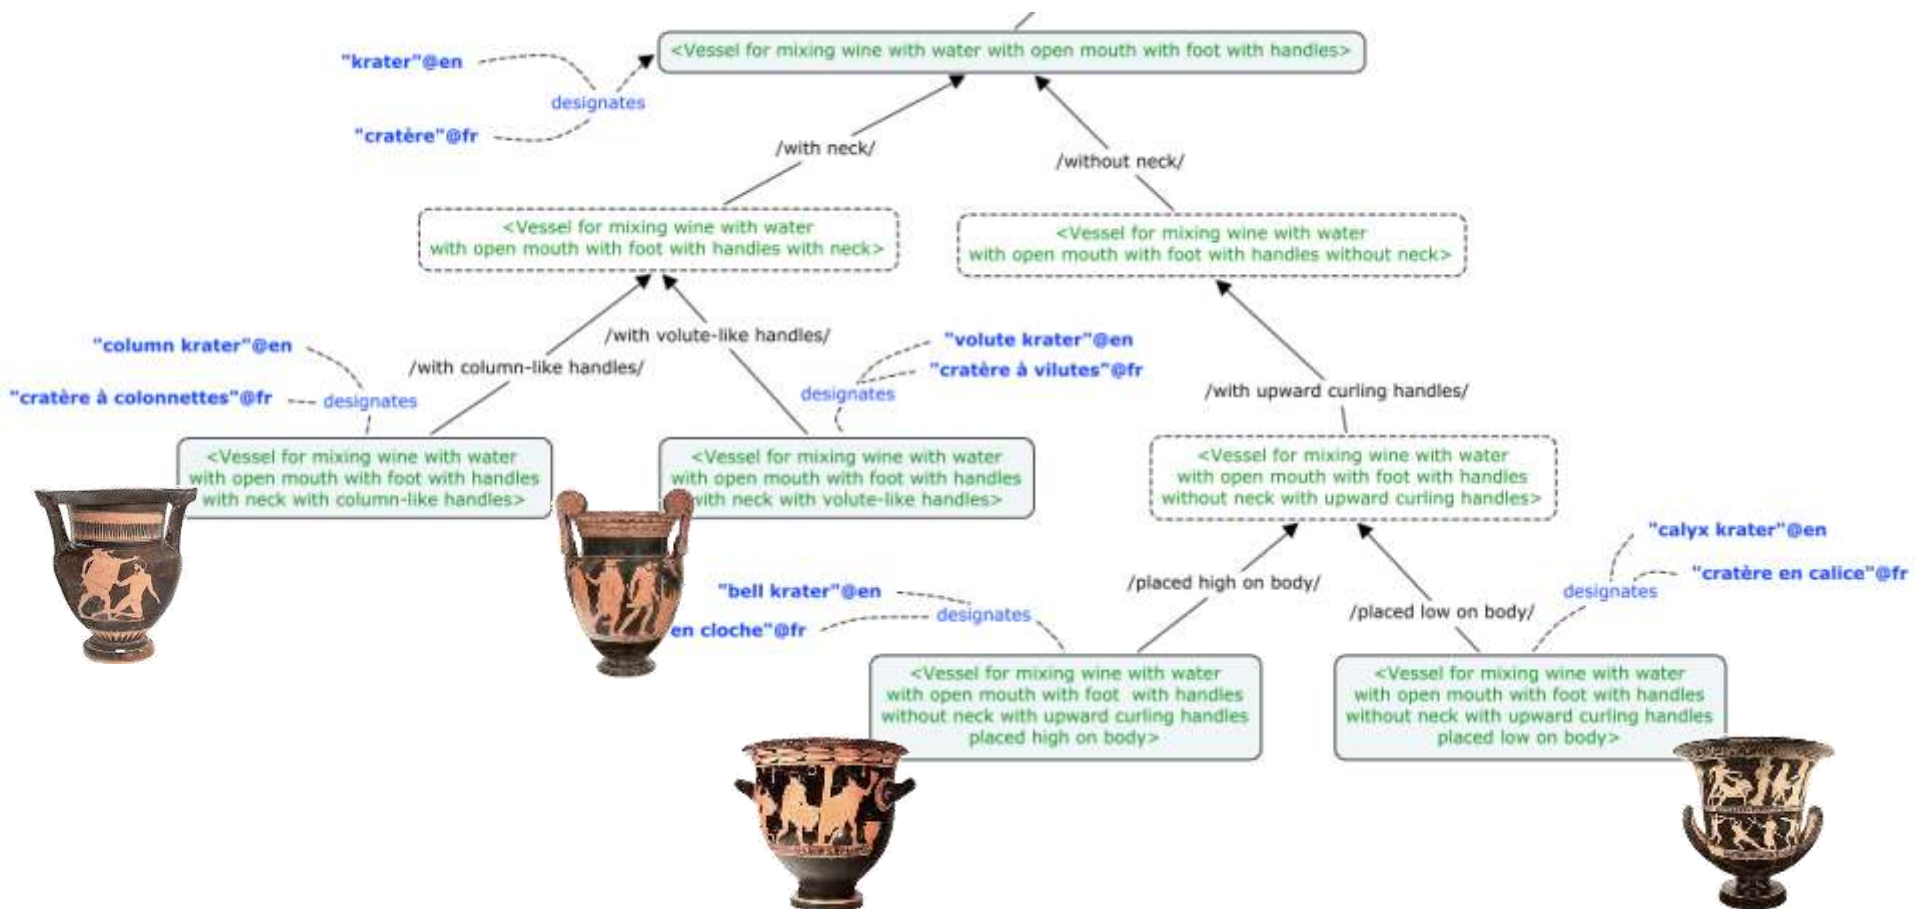 <Vessel for mixing wine with water with open mouth with foot with handles>
"krater"@en
designates
"cratère"@fr
/with neck/
/without neck/
<Vessel for mixing wine with water
with open mouth with foot with handles with neck>
<Vessel for mixing wine with water
with open mouth with foot with handles without neck>
"column krater"@en
/with column-like handles/
"cratère à colonnettes"@fr
designates
/with volute-like handles/
"volute krater"@en
"cratère à vilutes"@fr
designates
/with upward curling handles/
<Vessel for mixing wine with water
with open mouth with foot with handles
with neck with column-like handles>
<Vessel for mixing wine with water
with open mouth with foot with handles
with neck with volute-like handles>
<Vessel for mixing wine with water
with open mouth with foot with handles
without neck with upward curling handles>
"bell krater"@en
en cloche"@fr
designates
/placed high on body/
/placed low on body/
"calyx krater"@en
"cratère en calice"@fr
designates
<Vessel for mixing wine with water
with open mouth with foot with handles
without neck with upward curling handles
placed high on body>
<Vessel for mixing wine with water
with open mouth with foot with handles
without neck with upward curling handles
placed low on body>